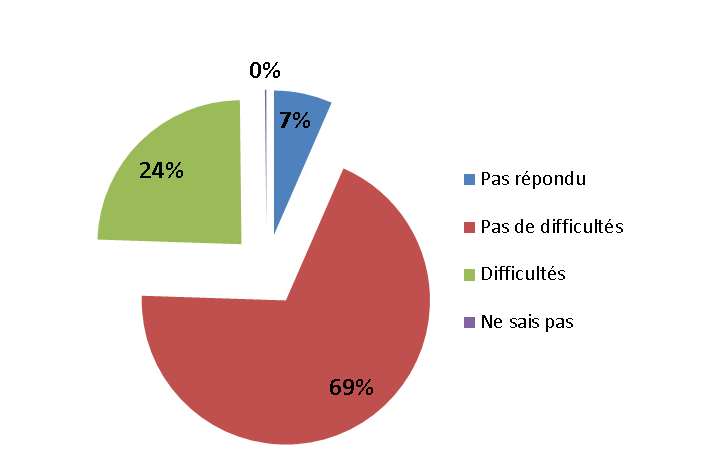 0%
7%
24%
69%
Pas répondu
Pas de difficultés
Difficultés
Ne sais pas